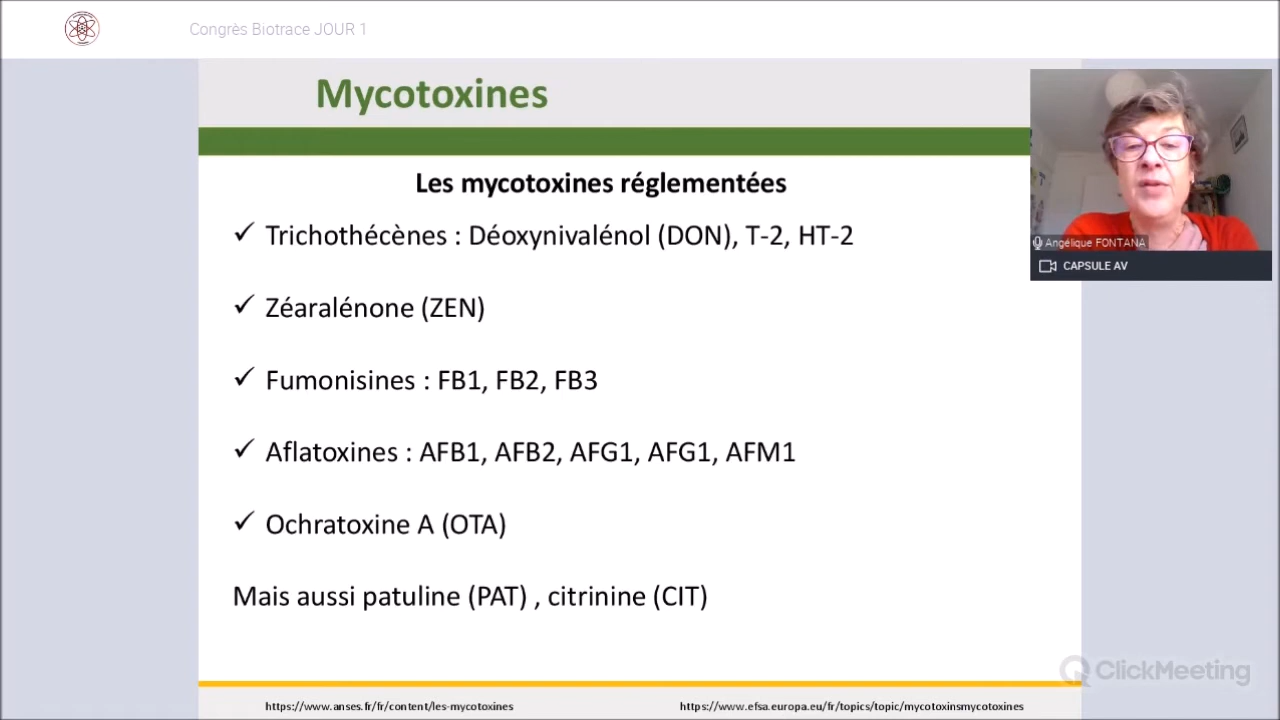 Congrès Biotrace JOUR 1
Mycotoxines
Les mycotoxines réglementées
✓ Trichothécènes : Déoxynivalénol (DON), T-2, HT-2
✓ Zéaralénone (ZEN)
✓ Fumonisines : FB1, FB2, FB3
✓ Aflatoxines : AFB1, AFB2, AFG1, AFG1, AFM1
✓ Ochratoxine A (OTA)
Mais aussi patuline (PAT) , citrinine (CIT)
Angélique FONTANA
CAPSULE AV
ClickMeeting
https://www.anses.fr/fr/content/les-mycotoxines
https://www.efsa.europa.eu/fr/topics/topic/mycotoxinsmycotoxines